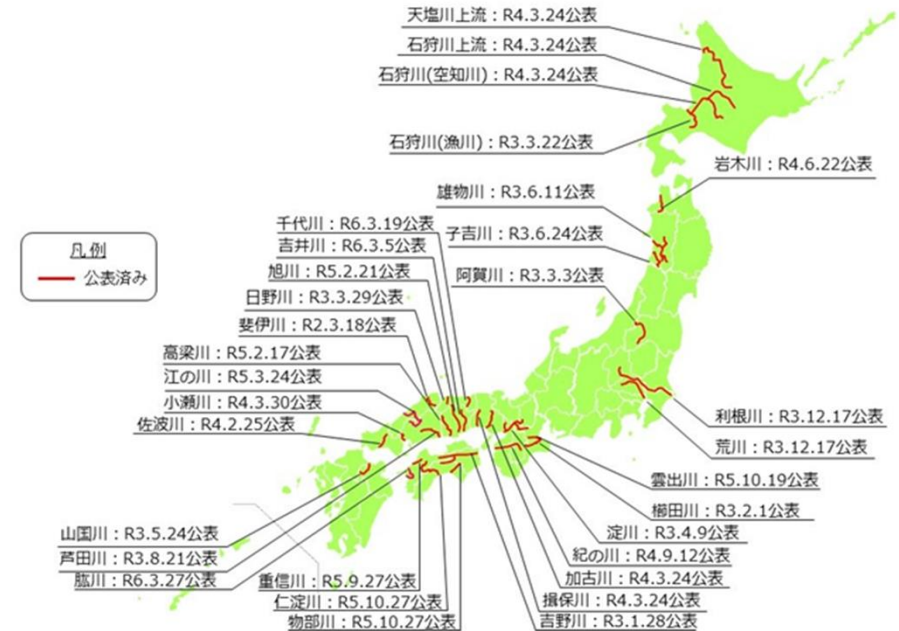 天塩川上流：R4.3.24公表
石狩川上流：R4.3.24公表
石狩川(空知川)：R4.3.24公表
石狩川(漁川)：R3.3.22公表
岩木川：R4.6.22公表
雄物川：R3.6.11公表
子吉川：R3.6.24公表
阿賀川：R3.3.3公表
千代川：R6.3.19公表
吉井川：R6.3.5公表
旭川：R5.2.21公表
日野川：R3.3.29公表
斐伊川：R2.3.18公表
高梁川：R5.2.17公表
江の川：R5.3.24公表
小瀬川：R4.3.30公表
佐波川：R4.2.25公表
凡例
公表済み
利根川：R3.12.17公表
荒川：R3.12.17公表
雲出川：R5.10.19公表
櫛田川：R3.2.1公表
淀川：R3.4.9公表
紀の川：R4.9.12公表
加古川：R4.3.24公表
揖保川：R4.3.24公表
吉野川：R3.1.28公表
山国川：R3.5.24公表
芦田川：R3.8.21公表
肱川：R6.3.27公表
重信川：R5.9.27公表
仁淀川：R5.10.27公表
物部川：R5.10.27公表